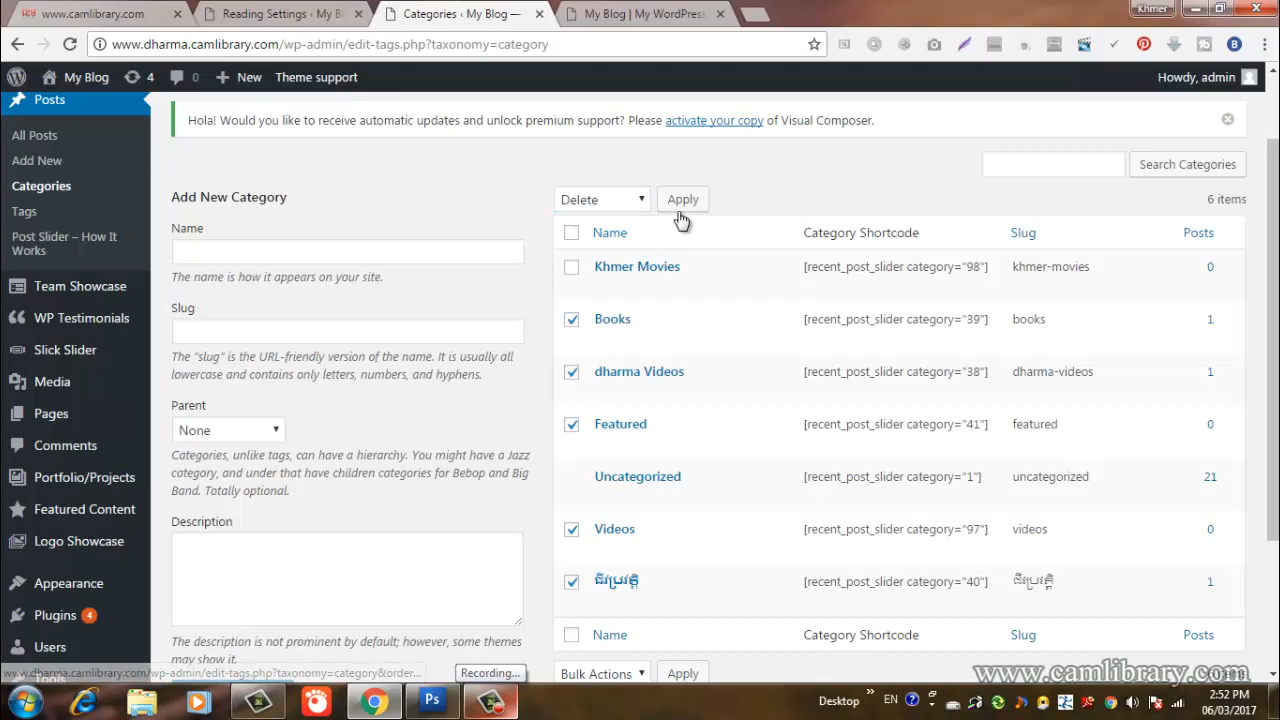 www.camlibrary.com
Reading Settings ‹ My B
Categories ‹ My Blog —
My Blog | My WordPress
Khmer
www.dharma.camlibrary.com/wp-admin/edit-tags.php?taxonomy=category
My Blog
4
0
New
Theme support
Howdy, admin
Posts
All Posts
Add New
Categories
Tags
Post Slider – How It
Works
Team Showcase
WP Testimonials
Slick Slider
Media
Pages
Comments
Portfolio/Projects
Featured Content
Logo Showcase
Appearance
Plugins 4
Users
Hola! Would you like to receive automatic updates and unlock premium support? Please activate your copy of Visual Composer.
Search Categories
Add New Category
Name
The name is how it appears on your site.
Slug
The "slug" is the URL-friendly version of the name. It is usually all
lowercase and contains only letters, numbers, and hyphens.
Parent
None
Categories, unlike tags, can have a hierarchy. You might have a Jazz
category, and under that have children categories for Bebop and Big
Band. Totally optional.
Description
The description is not prominent by default; however, some themes
may show it.
Delete Apply 6 items
Name Category Shortcode Slug Posts
Khmer Movies [recent_post_slider category="98"] khmer-movies 0
Books [recent_post_slider category="39"] books 1
dharma Videos [recent_post_slider category="38"] dharma-videos 1
Featured [recent_post_slider category="41"] featured 0
Uncategorized [recent_post_slider category="1"] uncategorized 21
Videos [recent_post_slider category="97"] videos 0
ជីវប្រវត្តិ [recent_post_slider category="40"] ជីវប្រវត្តិ 1
Name Category Shortcode Slug Posts
Bulk Actions Apply
www.dharma.camlibrary.com/wp-admin/edit-tags.php?taxonomy=category&order...
Recording...
www.camlibrary.com
Desktop
EN
2:52 PM
06/03/2017